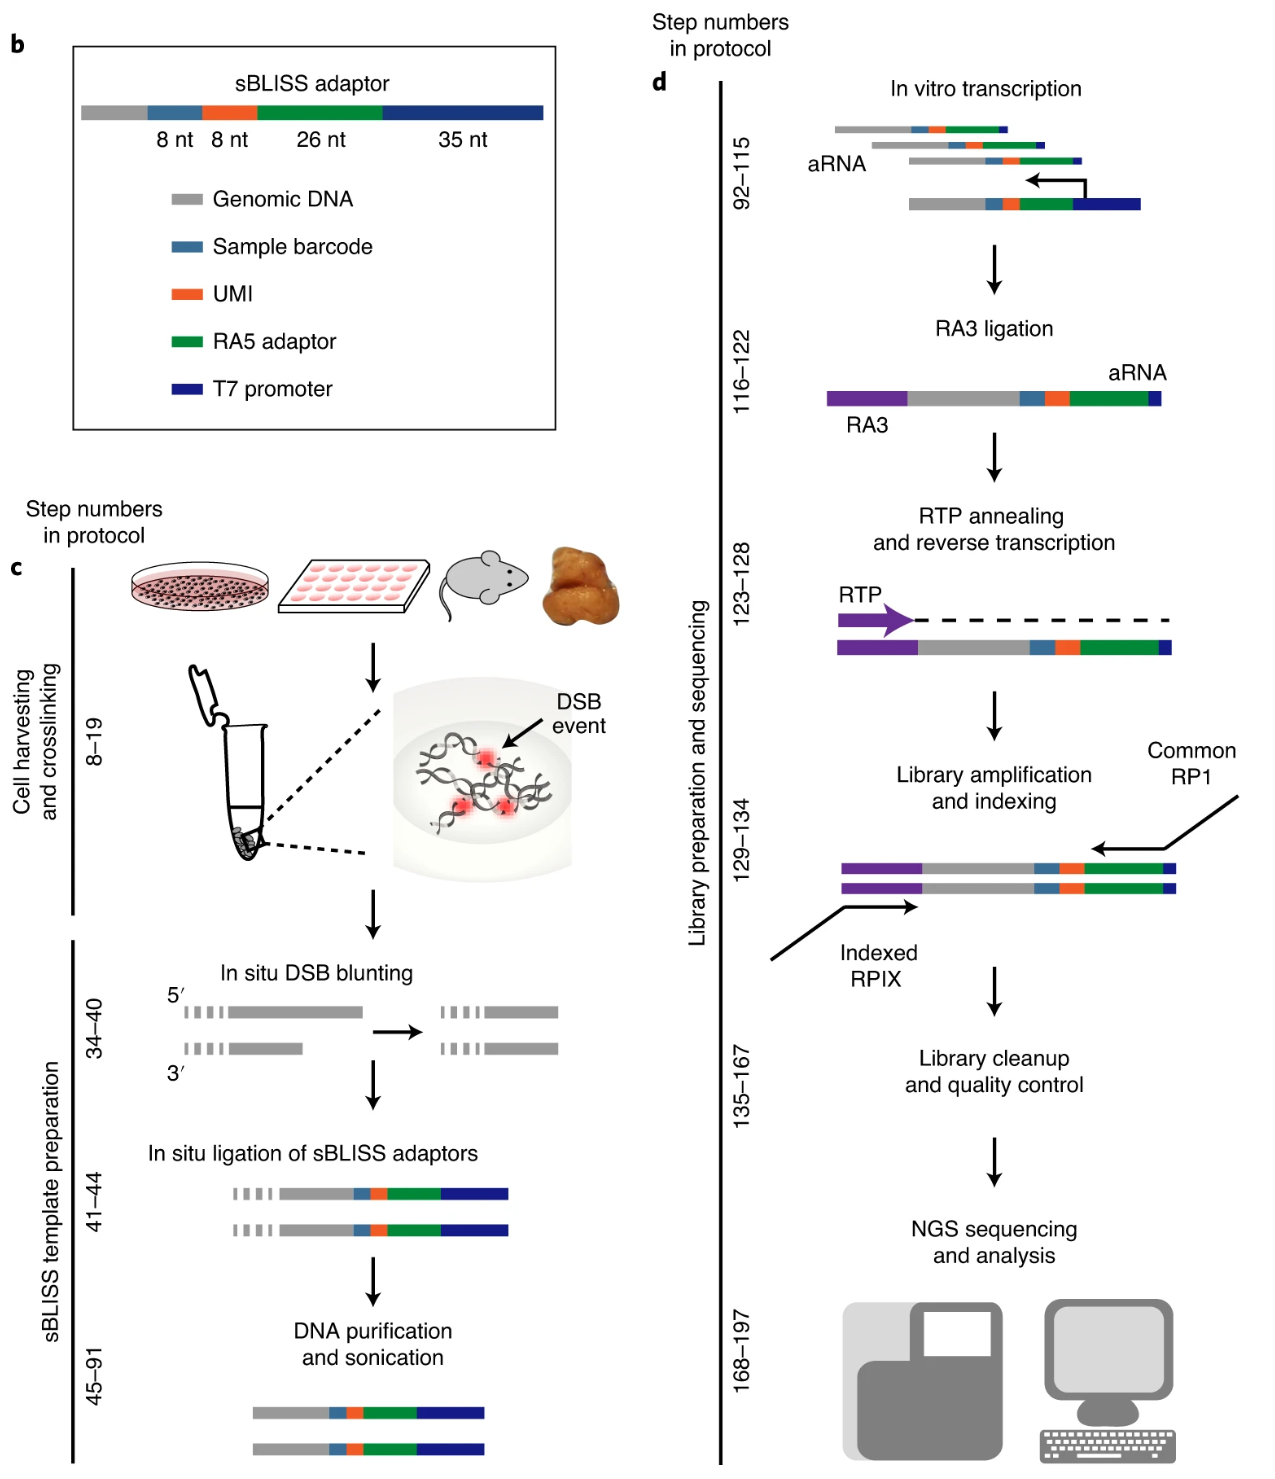 b
sBLISS adaptor
8 nt 8 nt 26 nt 35 nt
Genomic DNA
Sample barcode
UMI
RA5 adaptor
T7 promoter
Step numbers
in protocol
c
Cell harvesting
and crosslinking
8–19
DSB
event
sBLISS template preparation
34–40
In situ DSB blunting
5′
3′
41–44
In situ ligation of sBLISS adaptors
45–91
DNA purification
and sonication
Step numbers
in protocol
d
Library preparation and sequencing
92–115
In vitro transcription
aRNA
116–122
RA3 ligation
aRNA
RA3
123–128
RTP annealing
and reverse transcription
RTP
129–134
Library amplification
and indexing
Common
RP1
Indexed
RPIX
135–167
Library cleanup
and quality control
168–197
NGS sequencing
and analysis